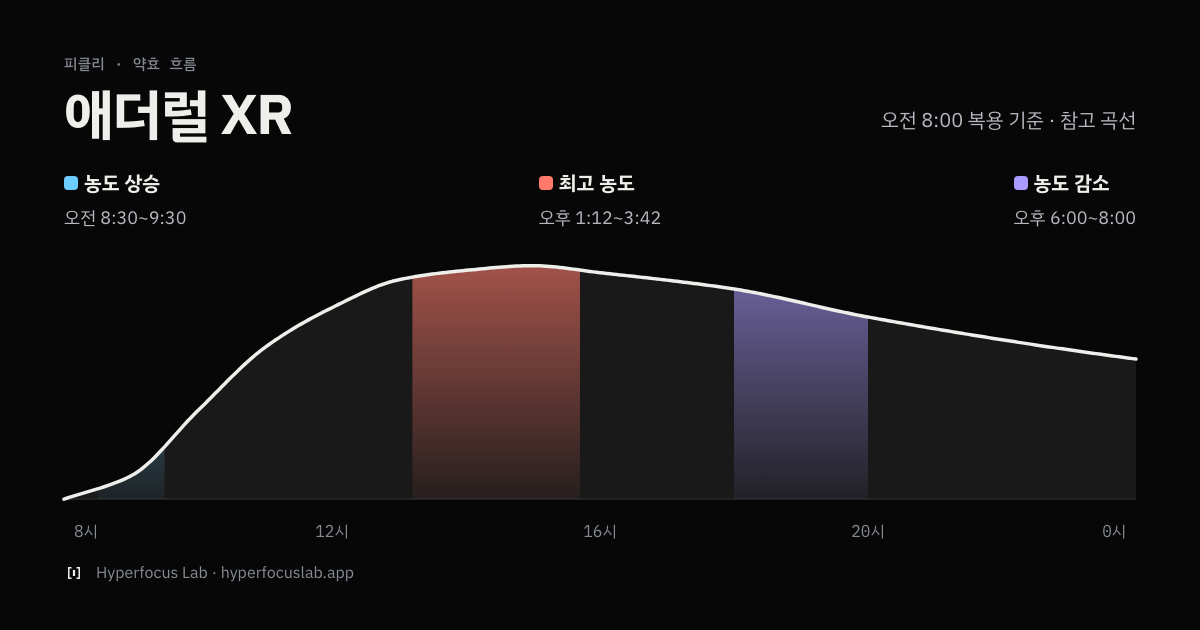 피클리 · 약효 흐름
애더럴 XR
오전 8:00 복용 기준 · 참고 곡선
농도 상승
오전 8:30~9:30
최고 농도
오후 1:12~3:42
농도 감소
오후 6:00~8:00
8시
12시
16시
20시
0시
Hyperfocus Lab · hyperfocuslab.app